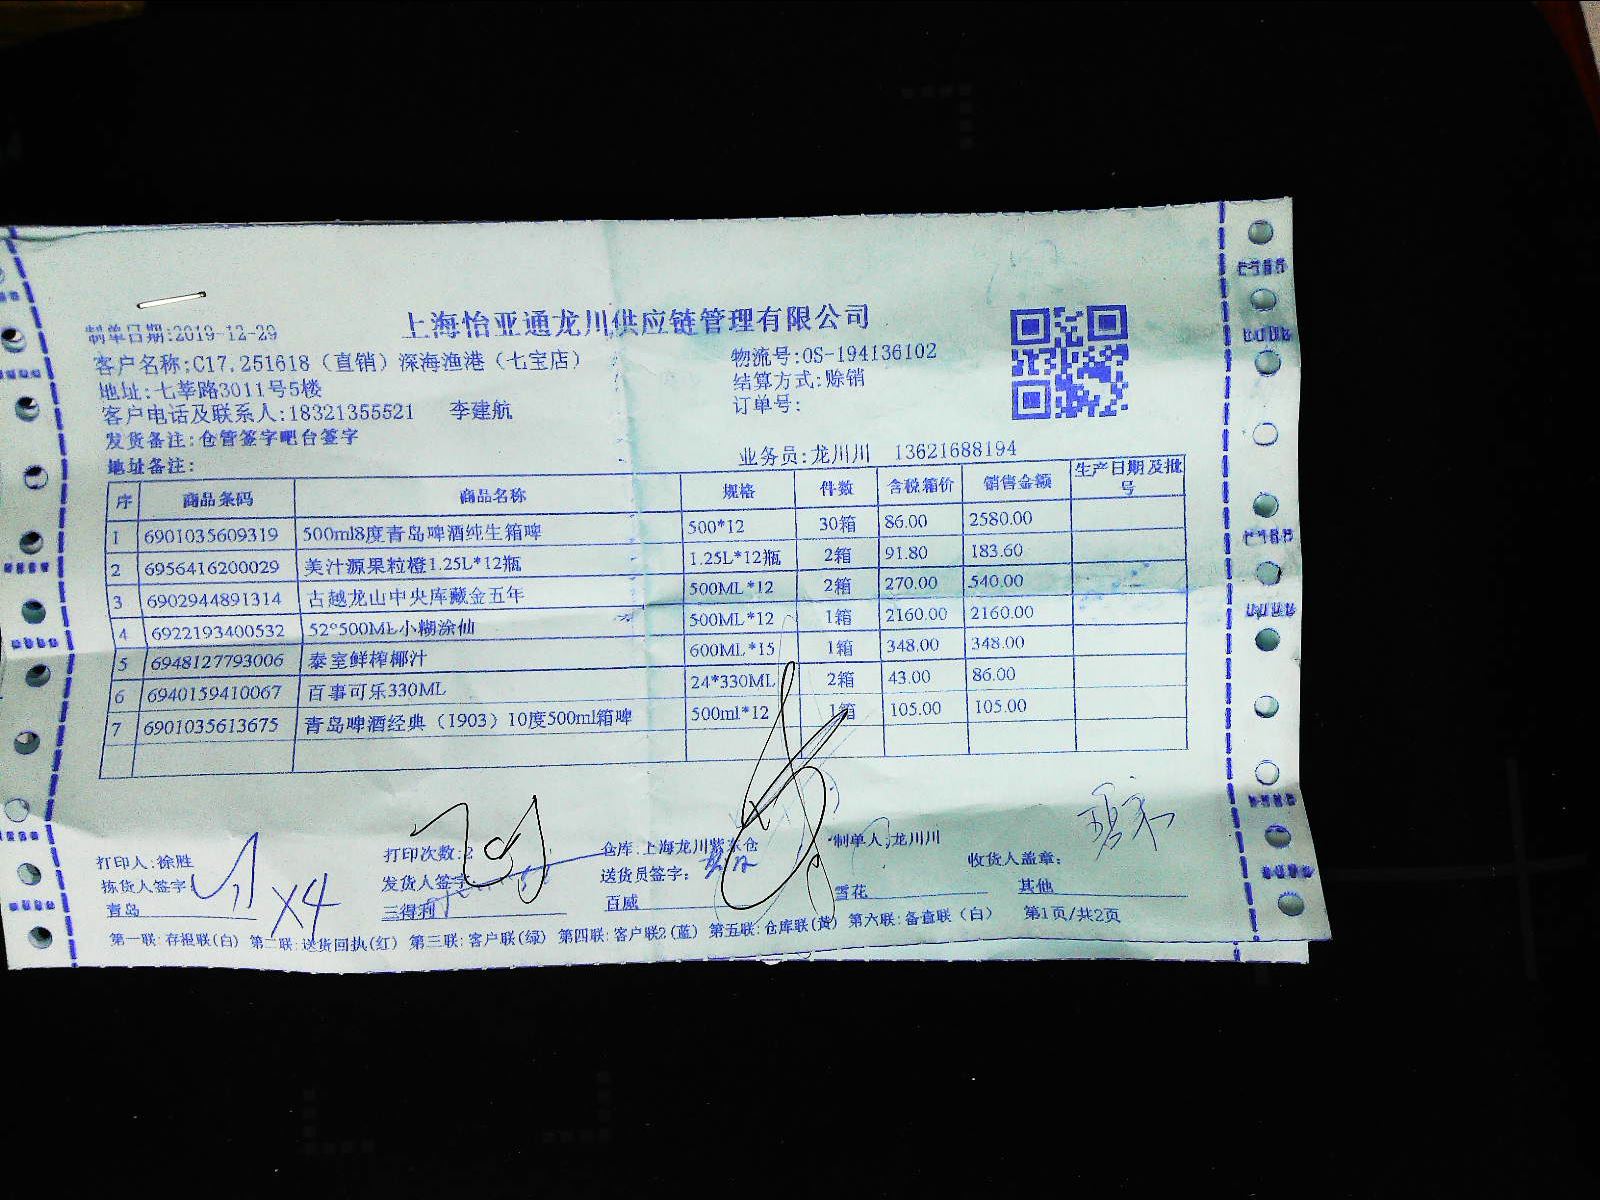 上海怡亚通龙川供应链管理有限公司
制单日期:2019-12-29
客户名称:C17.251618（直销）深海渔港（七宝店） 物流号:OS-194136102
地址:七莘路3011号5楼 结算方式:赊销
客户电话及联系人:18321355521 李建航 订单号:
发货备注:仓管签字吧台签字
地址备注: 业务员:龙川川 13621688194
序 商品条码 商品名称 规格 件数 含税箱价 销售金额 生产日期及批号
1 6901035609319 500ml8度青岛啤酒纯生箱啤 500*12 30箱 86.00 2580.00
2 6956416200029 美汁源果粒橙1.25L*12瓶 1.25L*12瓶 2箱 91.80 183.60
3 6902944891314 古越龙山中央库藏金五年 500ML*12 2箱 270.00 540.00
4 6922193400532 52°500ML小糊涂仙 500ML*12 1箱 2160.00 2160.00
5 6948127793006 泰室鲜榨椰汁 600ML*15 1箱 348.00 348.00
6 6940159410067 百事可乐330ML 24*330ML 2箱 43.00 86.00
7 6901035613675 青岛啤酒经典（1903）10度500ml箱啤 500ml*12 1箱 105.00 105.00
打印人:徐胜 打印次数:2 仓库:上海龙川紫东仓 制单人:龙川川 收货人盖章:
拣货人签字: 发货人签字 送货员签字:
X4
青岛 三得利 百威 雪花 其他
第一联:存根联(白) 第二联:送货回执(红) 第三联:客户联(绿) 第四联:客户联2(蓝) 第五联:仓库联(黄) 第六联:备查联（白） 第1页/共2页